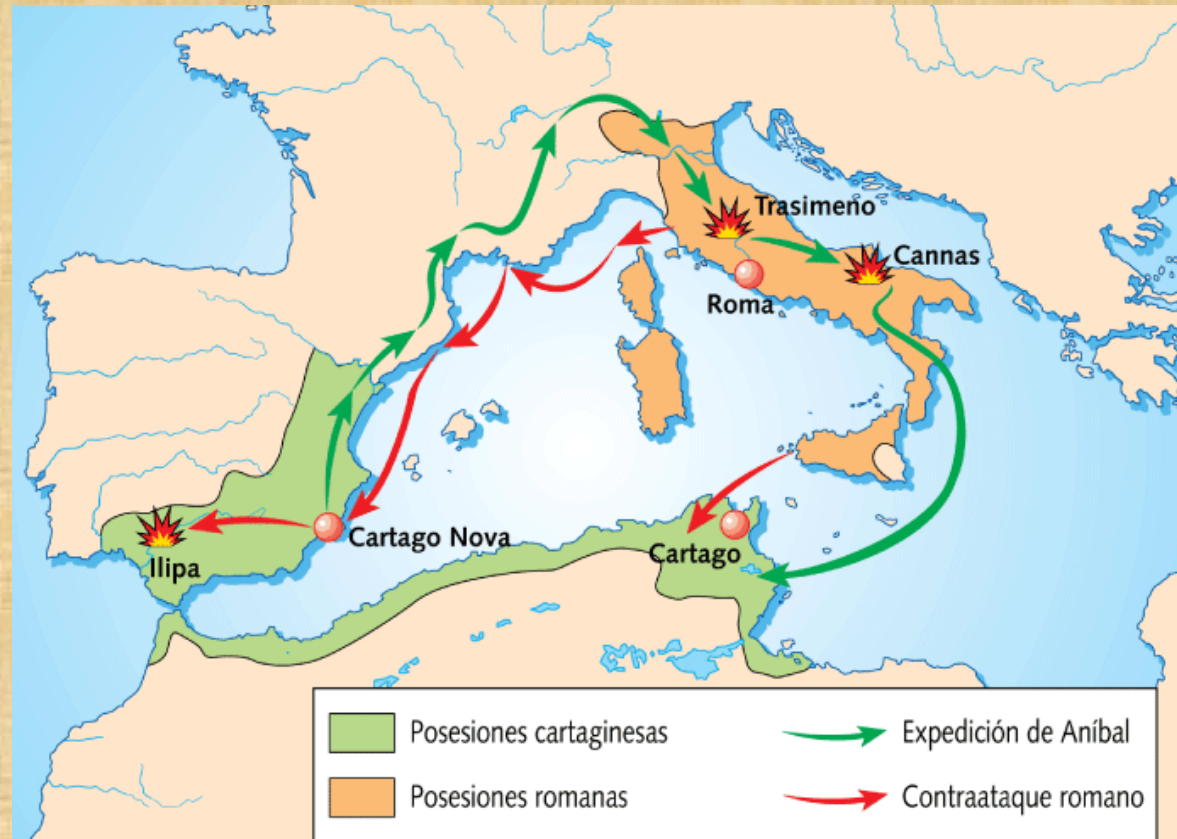 Trasimeno
Cannas
Roma
Cartago Nova
Cartago
Ilipa
Posesiones cartaginesas
Expedición de Aníbal
Posesiones romanas
Contraataque romano